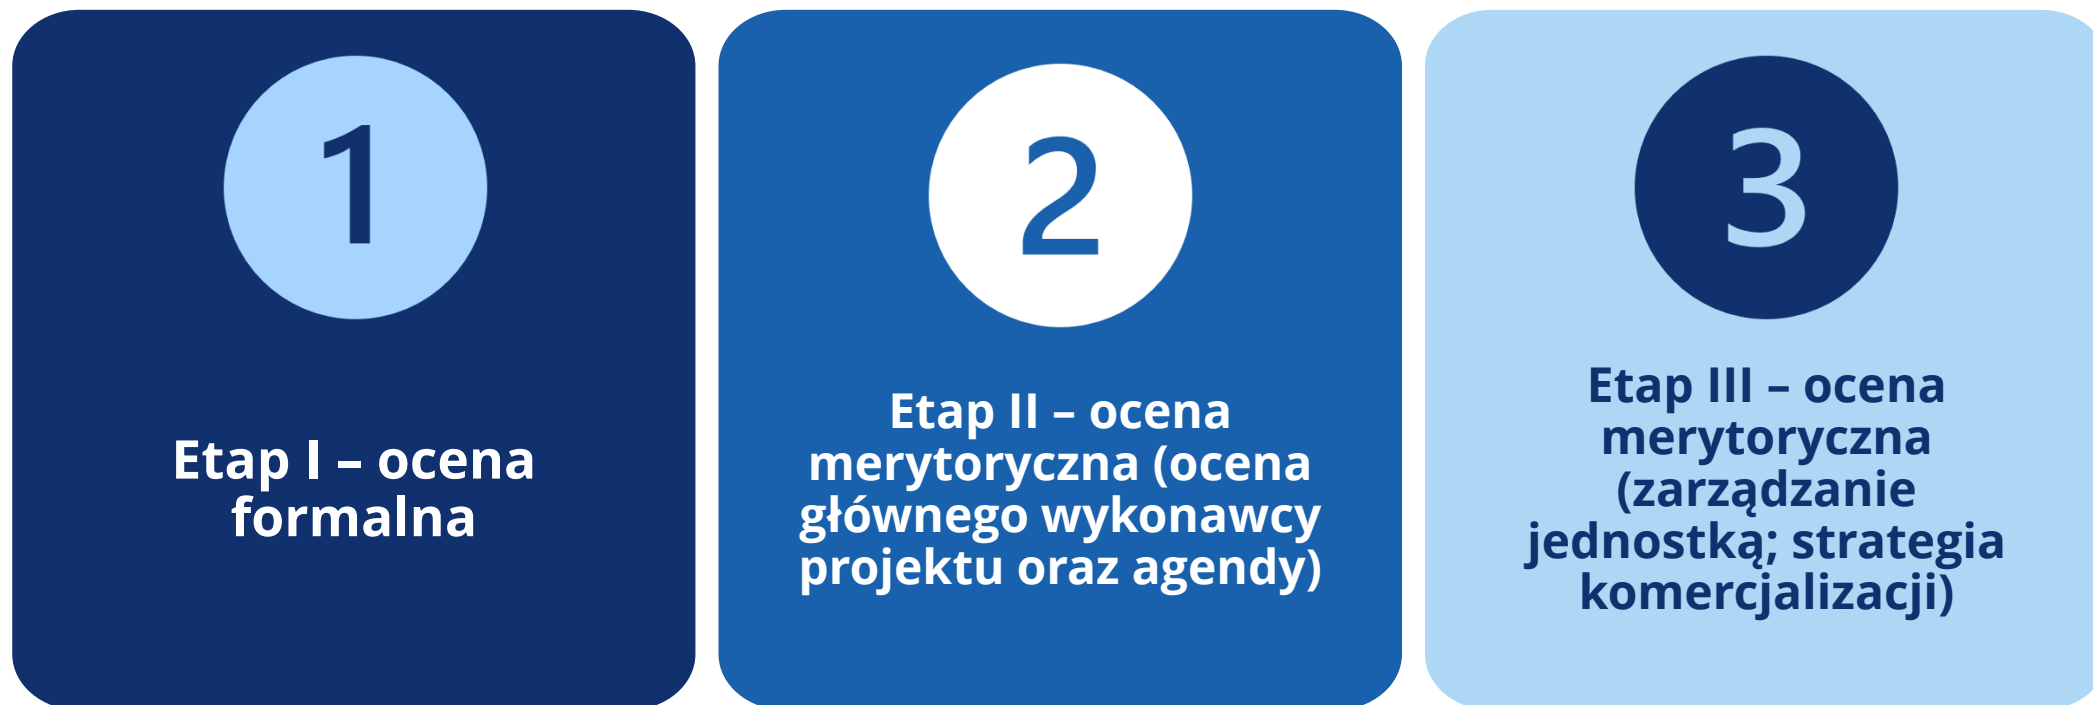 1
Etap I – ocena
formalna
2
Etap II – ocena
merytoryczna (ocena
głównego wykonawcy
projektu oraz agendy)
3
Etap III – ocena
merytoryczna
(zarządzanie
jednostką; strategia
komercjalizacji)